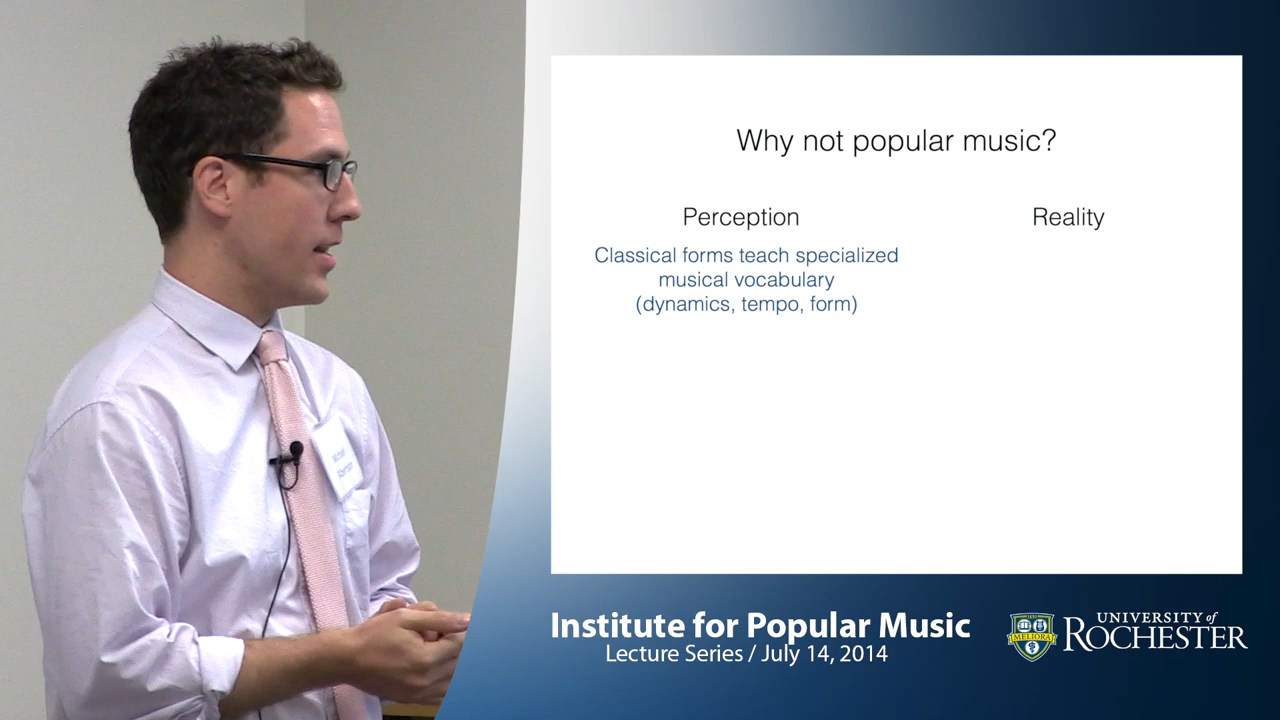 Why not popular music?
Perception
Reality
Classical forms teach specialized
musical vocabulary
(dynamics, tempo, form)
Institute for Popular Music
Lecture Series / July 14, 2014
MELIORA
UNIVERSITY of
ROCHESTER